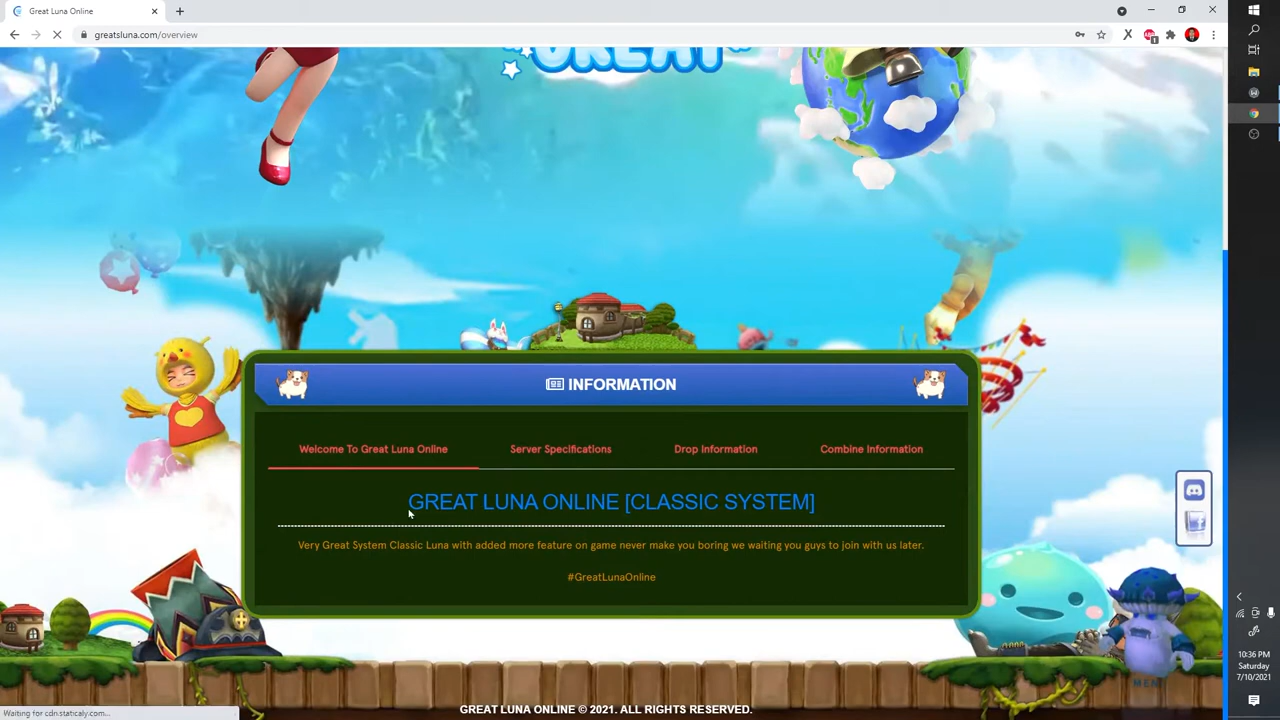 Great Luna Online
greatsluna.com/overview
GREAT
INFORMATION
Welcome To Great Luna Online
Server Specifications
Drop Information
Combine Information
GREAT LUNA ONLINE [CLASSIC SYSTEM]
Very Great System Classic Luna with added more feature on game never make you boring we waiting you guys to join with us later.
#GreatLunaOnline
GREAT LUNA ONLINE © 2021. ALL RIGHTS RESERVED.
Waiting for cdn.staticaly.com...
10:36 PM
Saturday
7/10/2021